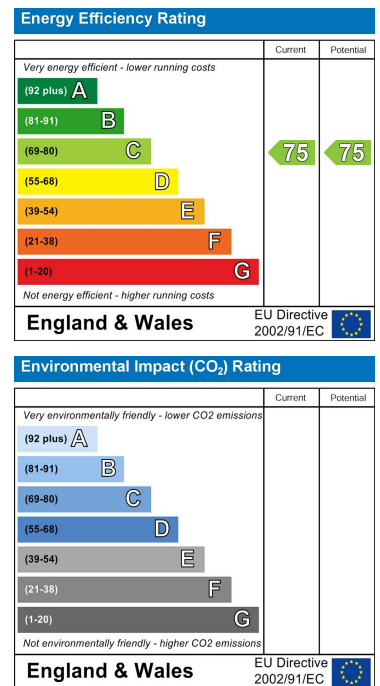 Energy Efficiency Rating
Current Potential
Very energy efficient - lower running costs
(92 plus) A
(81-91) B
(69-80) C 75 75
(55-68) D
(39-54) E
(21-38) F
(1-20) G
Not energy efficient - higher running costs
England & Wales
EU Directive
2002/91/EC
Environmental Impact (CO₂) Rating
Current Potential
Very environmentally friendly - lower CO2 emissions
(92 plus) A
(81-91) B
(69-80) C
(55-68) D
(39-54) E
(21-38) F
(1-20) G
Not environmentally friendly - higher CO2 emissions
England & Wales
EU Directive
2002/91/EC